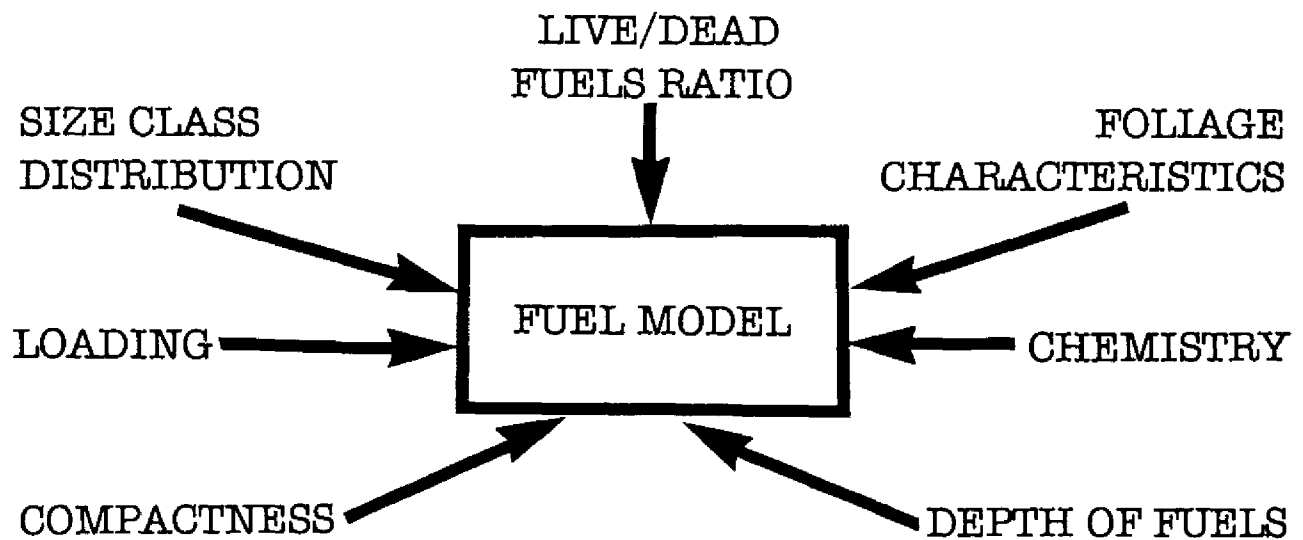 LIVE/DEAD
FUELS RATIO
SIZE CLASS
DISTRIBUTION
FOLIAGE
CHARACTERISTICS
FUEL MODEL
LOADING
CHEMISTRY
COMPACTNESS
DEPTH OF FUELS